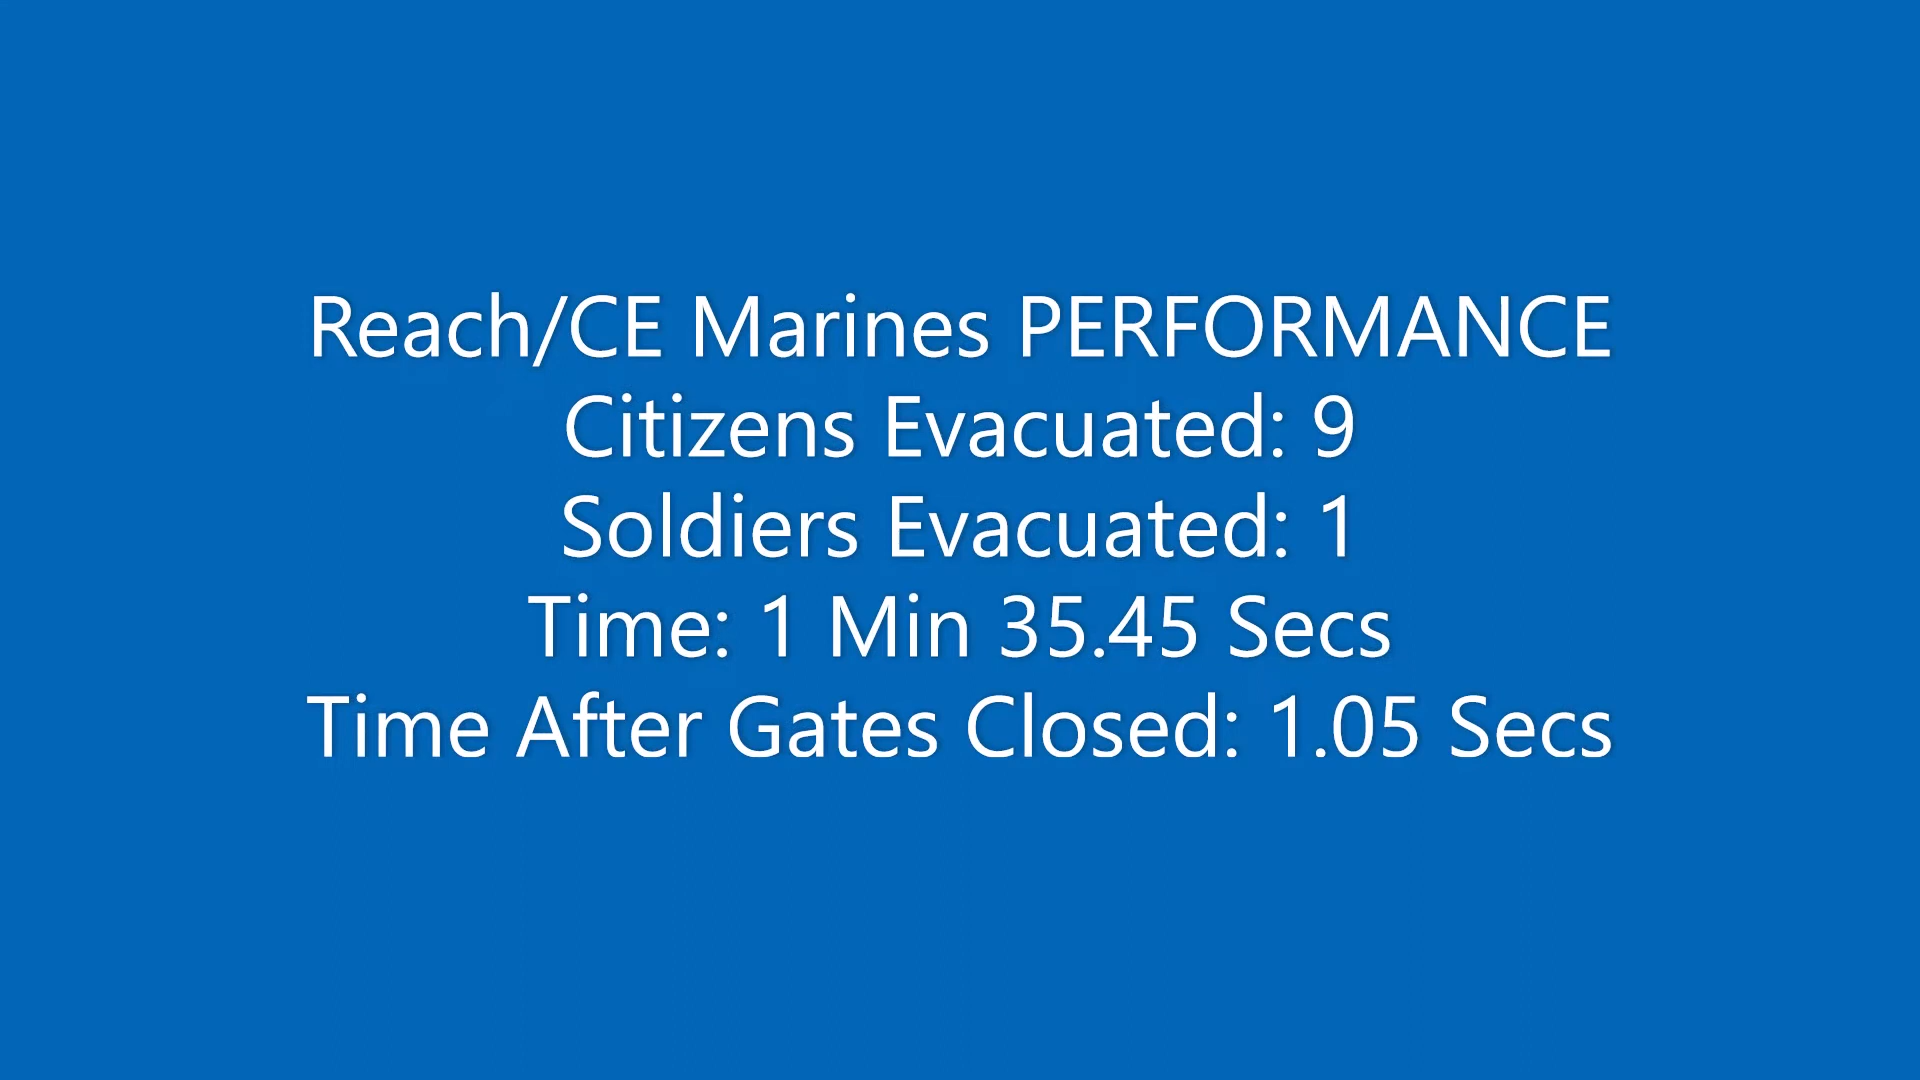 Reach/CE Marines PERFORMANCE
Citizens Evacuated: 9
Soldiers Evacuated: 1
Time: 1 Min 35.45 Secs
Time After Gates Closed: 1.05 Secs